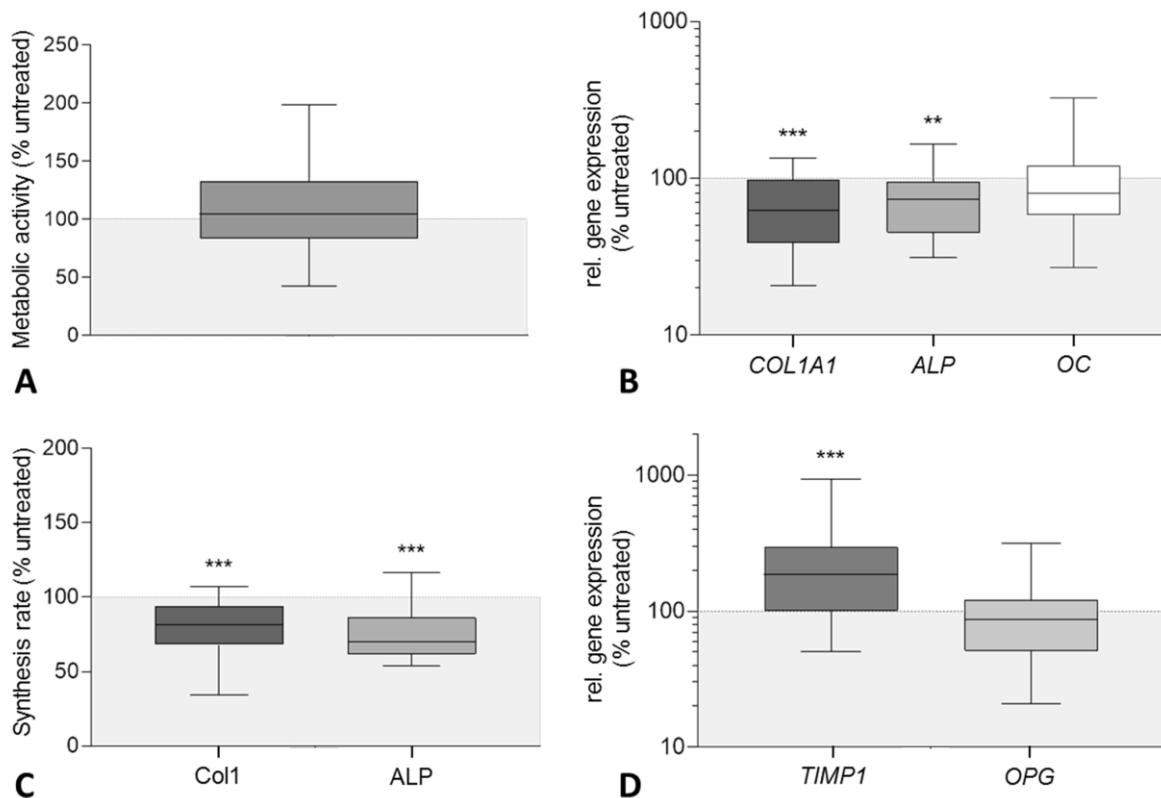 Metabolic activity (% untreated)
250
200
150
100
50
0
A
rel. gene expression
(% untreated)
1000
100
10
***
**
COL1A1 ALP OC
B
Synthesis rate (% untreated)
200
150
100
50
0
***
***
Col1 ALP
C
rel. gene expression
(% untreated)
1000
100
10
***
TIMP1 OPG
D